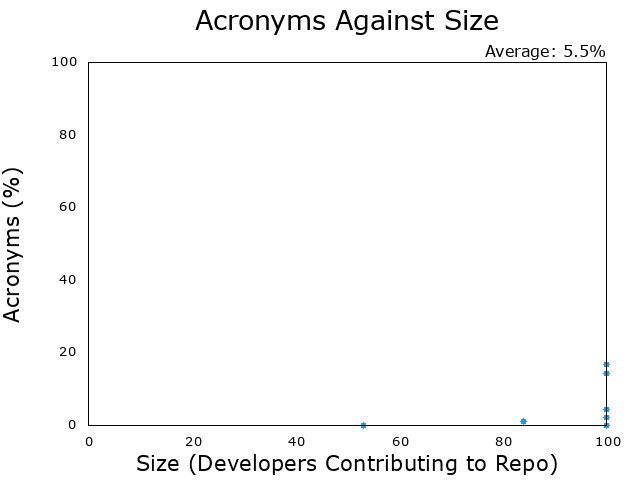 Acronyms Against Size
Average: 5.5%
100
80
60
40
20
0
Acronyms (%)
0 20 40 60 80 100
Size (Developers Contributing to Repo)